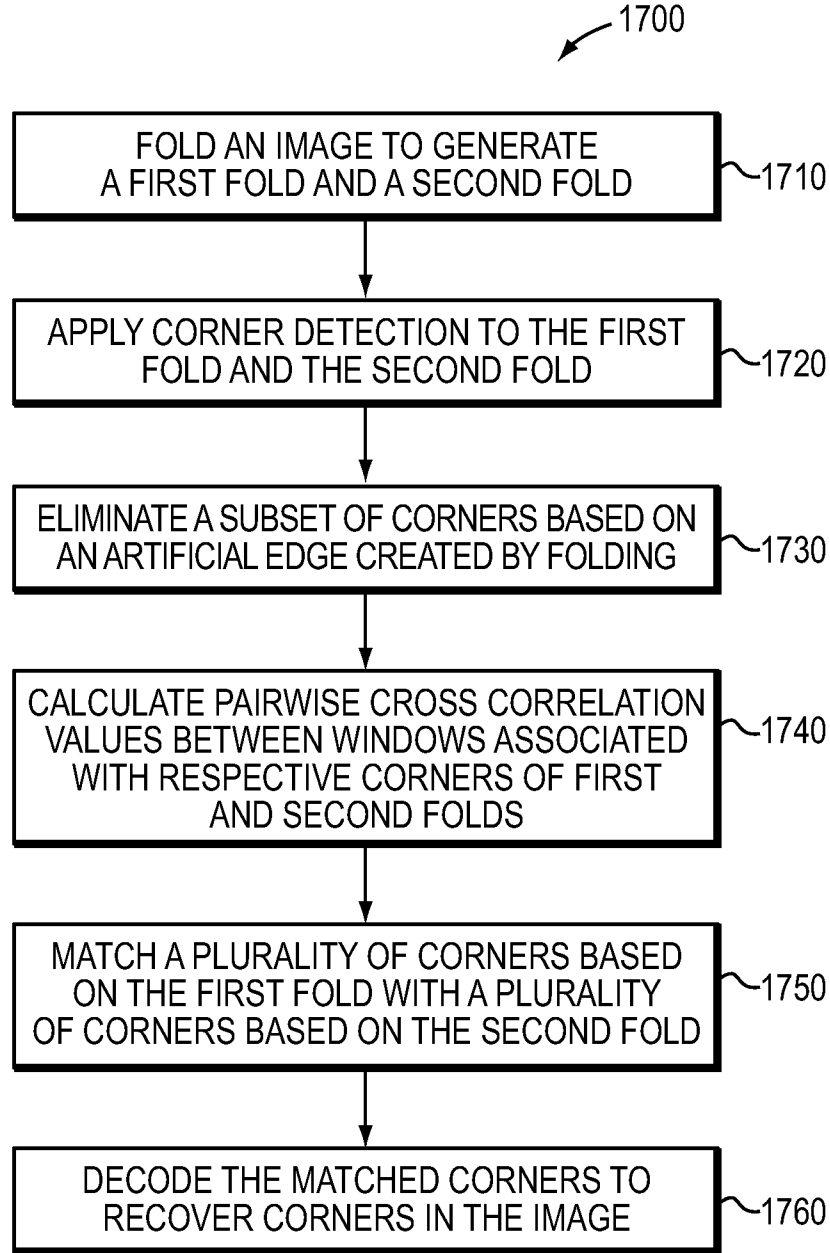 1700
FOLD AN IMAGE TO GENERATE
A FIRST FOLD AND A SECOND FOLD
1710
APPLY CORNER DETECTION TO THE FIRST
FOLD AND THE SECOND FOLD
1720
ELIMINATE A SUBSET OF CORNERS BASED ON
AN ARTIFICIAL EDGE CREATED BY FOLDING
1730
CALCULATE PAIRWISE CROSS CORRELATION
VALUES BETWEEN WINDOWS ASSOCIATED
WITH RESPECTIVE CORNERS OF FIRST
AND SECOND FOLDS
1740
MATCH A PLURALITY OF CORNERS BASED
ON THE FIRST FOLD WITH A PLURALITY
OF CORNERS BASED ON THE SECOND FOLD
1750
DECODE THE MATCHED CORNERS TO
RECOVER CORNERS IN THE IMAGE
1760